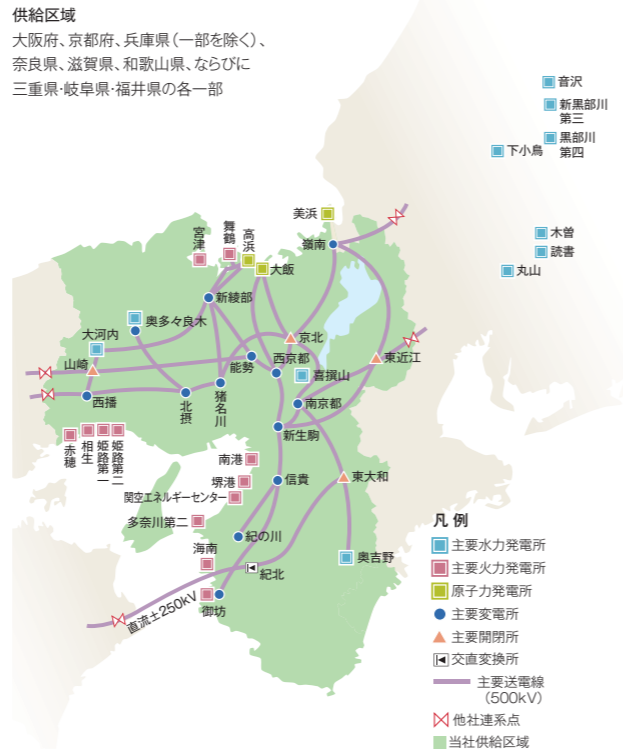 供給区域
大阪府、京都府、兵庫県（一部を除く）、
奈良県、滋賀県、和歌山県、ならびに
三重県・岐阜県・福井県の各一部
音沢
新黒部川
第三
黒部川
第四
下小鳥
木曽
読書
丸山
美浜
嶺南
宮津
舞鶴
高浜
大飯
新綾部
奥多々良木
大河内
山崎
西播
京北
能勢
西京都
喜撰山
東近江
北摂
猪名川
南京都
新生駒
赤穂
相生
姫路第一
姫路第二
南港
堺港
関空エネルギーセンター
多奈川第二
信貴
東大和
紀の川
海南
紀北
奥吉野
御坊
直流±250kV
凡 例
主要水力発電所
主要火力発電所
原子力発電所
主要変電所
主要開閉所
交直変換所
主要送電線
（500kV）
他社連系点
当社供給区域